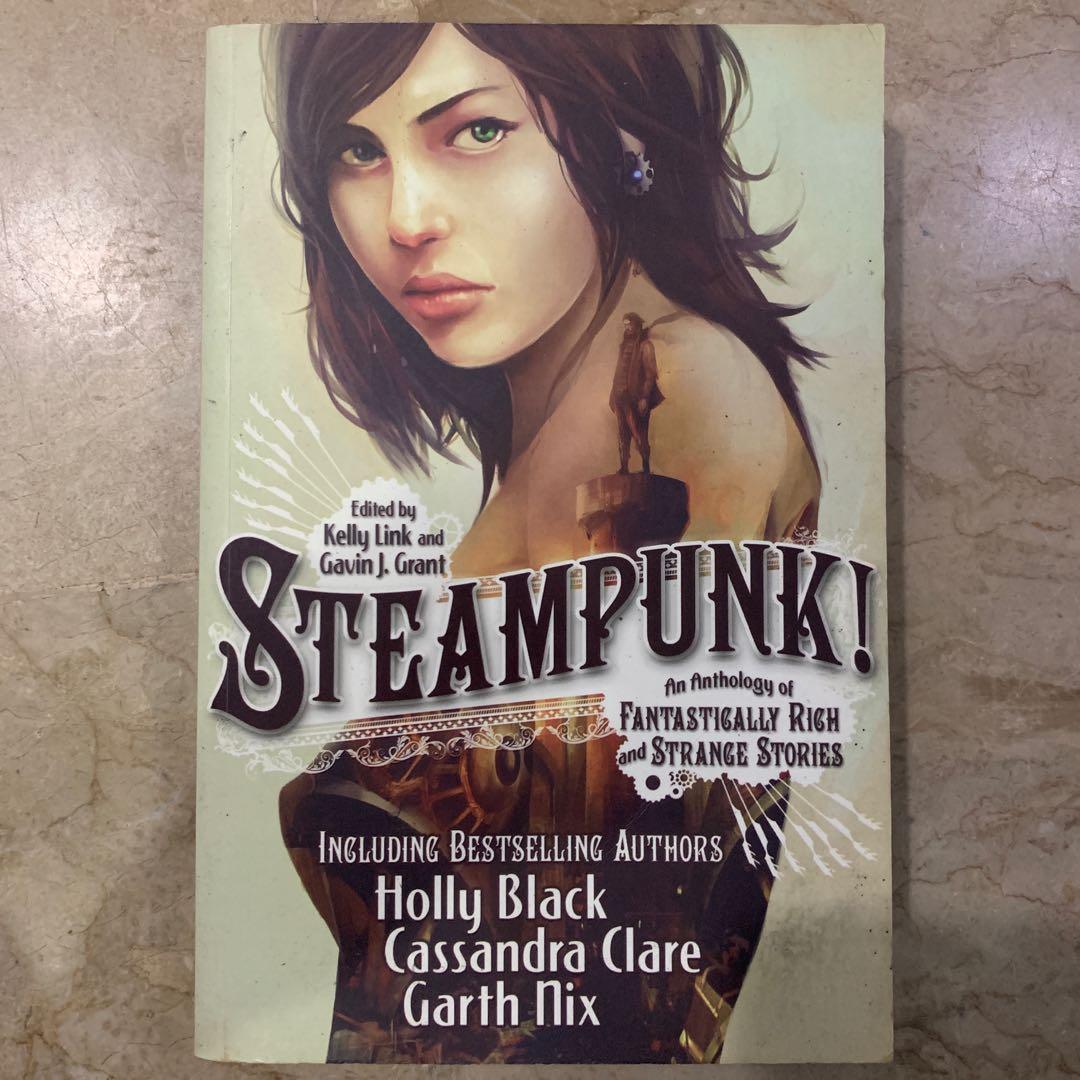 Edited by
Kelly Link and
Gavin J. Grant
STEAMPUNK!
An Anthology of
FANTASTICALLY RICH
and STRANGE STORIES
INCLUDING BESTSELLING AUTHORS
Holly Black
Cassandra Clare
Garth Nix